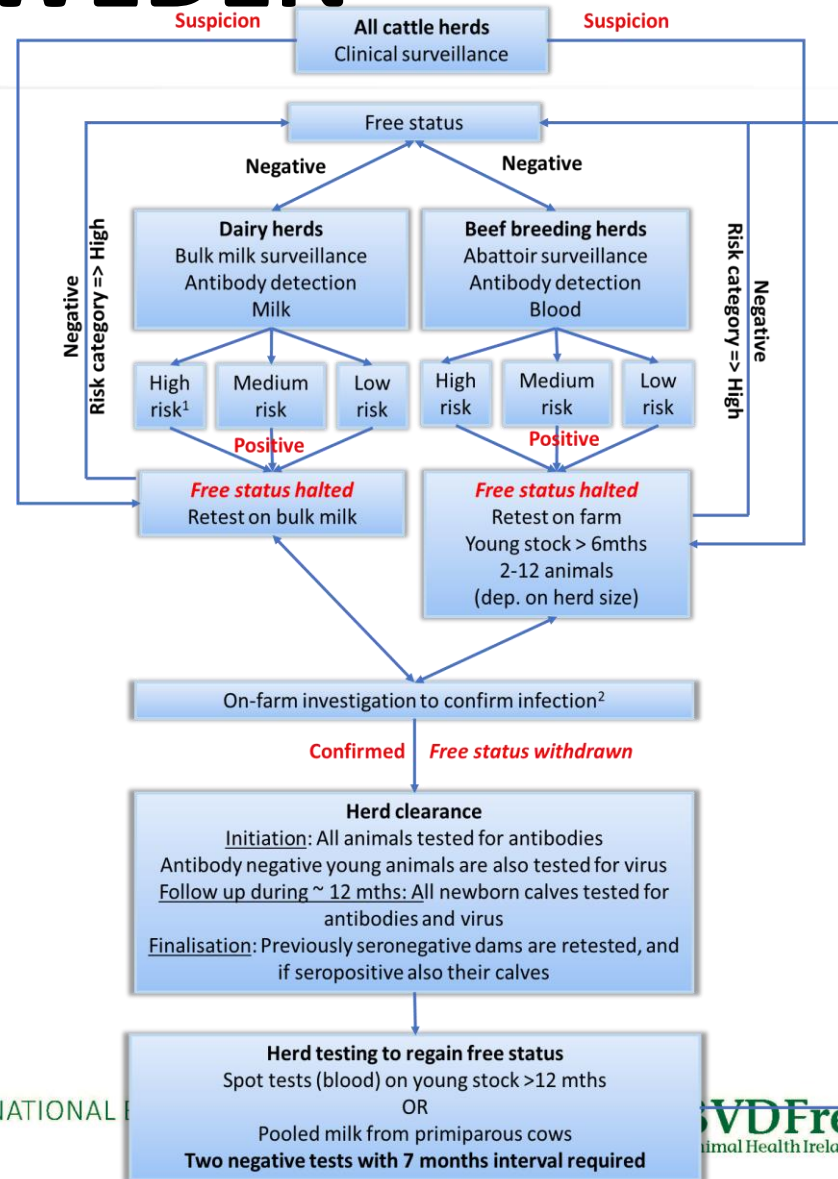 WEDEN
Suspicion
All cattle herds
Clinical surveillance
Suspicion
Free status
Negative
Negative
Dairy herds
Bulk milk surveillance
Antibody detection
Milk
Beef breeding herds
Abattoir surveillance
Antibody detection
Blood
Negative
Risk category => High
Risk category => High
Negative
High
risk¹
Medium
risk
Low
risk
High
risk
Medium
risk
Low
risk
Positive
Positive
Free status halted
Retest on bulk milk
Free status halted
Retest on farm
Young stock > 6mths
2-12 animals
(dep. on herd size)
On-farm investigation to confirm infection²
Confirmed
Free status withdrawn
Herd clearance
Initiation: All animals tested for antibodies
Antibody negative young animals are also tested for virus
Follow up during ~ 12 mths: All newborn calves tested for
antibodies and virus
Finalisation: Previously seronegative dams are retested, and
if seropositive also their calves
Herd testing to regain free status
Spot tests (blood) on young stock >12 mths
OR
Pooled milk from primiparous cows
Two negative tests with 7 months interval required
NATIONAL
VDFre
imal Health Irela